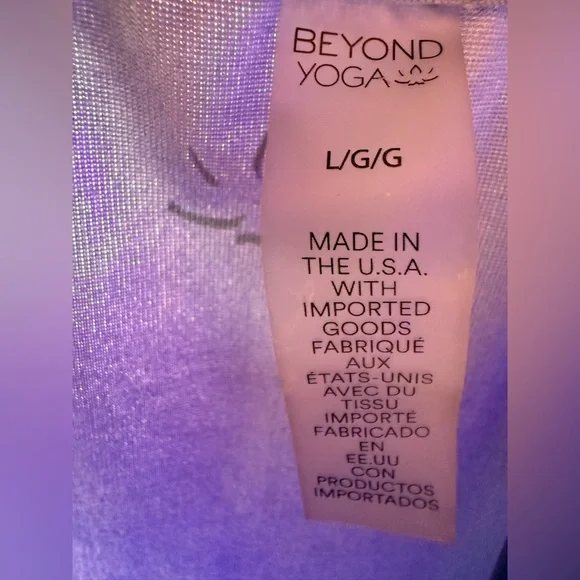 BEYOND
YOGA
L/G/G
MADE IN
THE U.S.A.
WITH
IMPORTED
GOODS
FABRIQUÉ
AUX
ÉTATS-UNIS
AVEC DU
TISSU
IMPORTÉ
FABRICADO
EN
EE.UU
CON
PRODUCTOS
IMPORTADOS